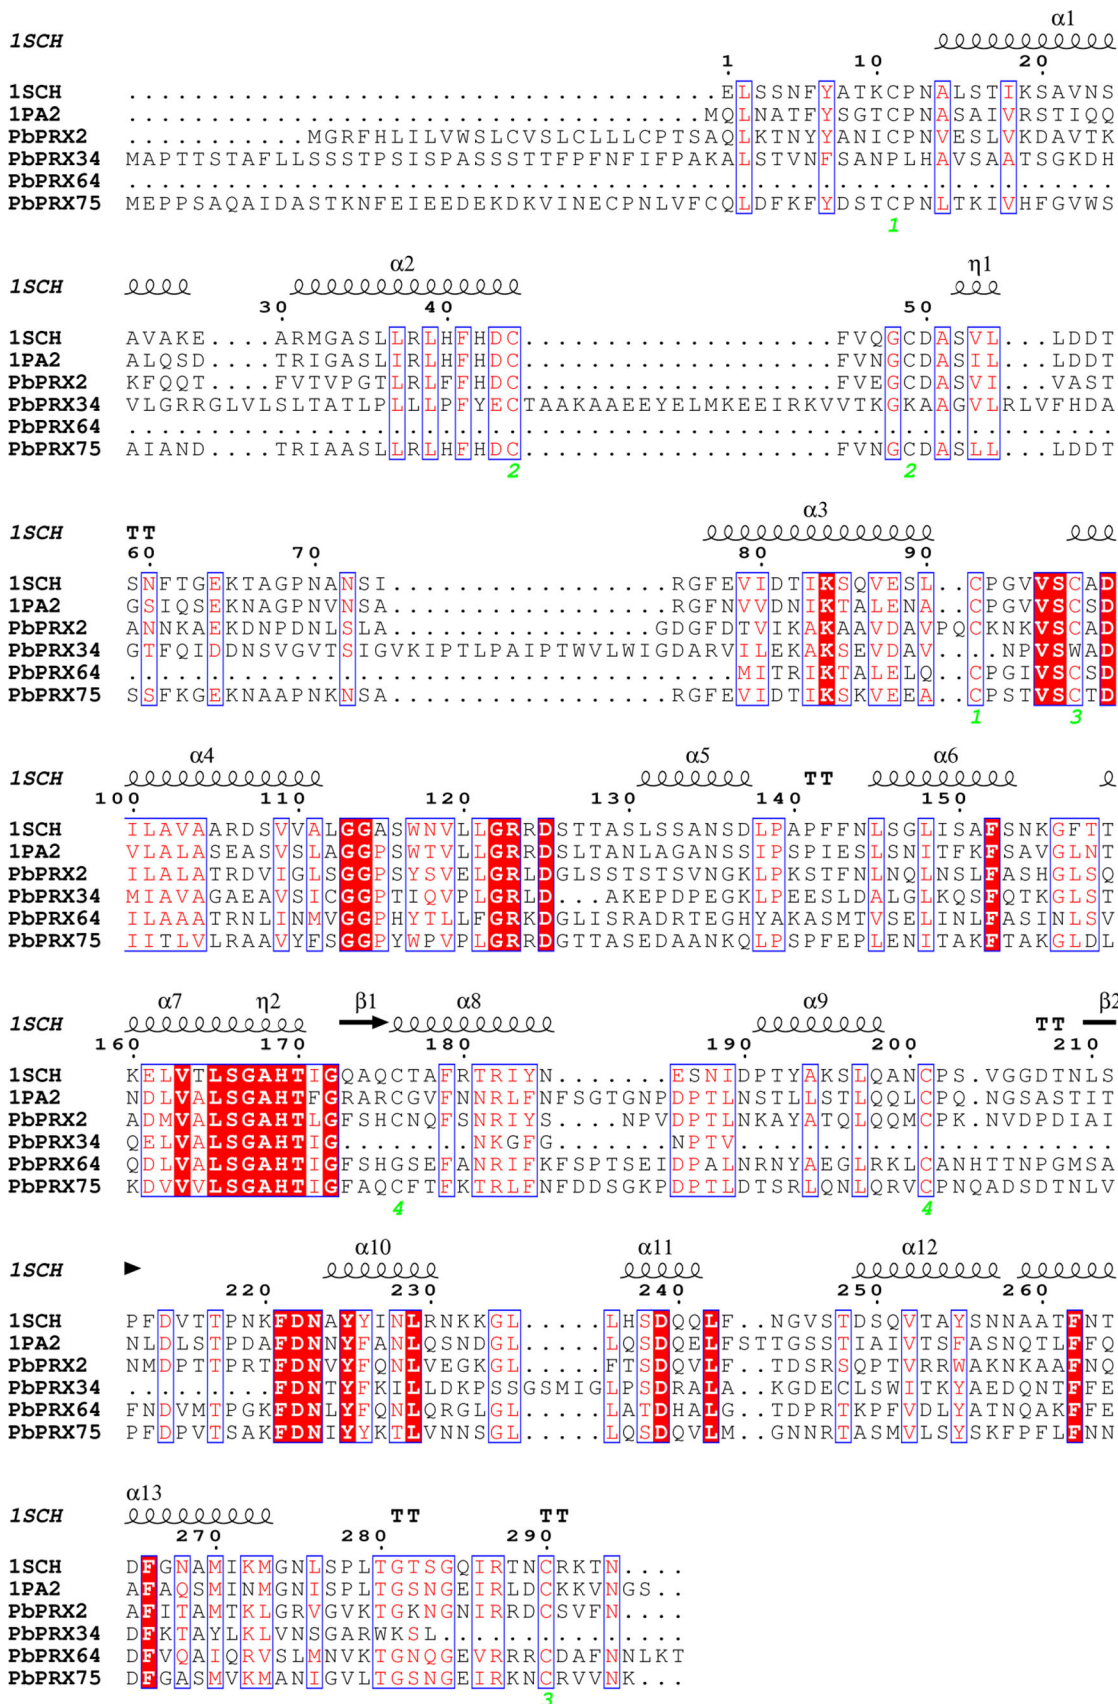 1SCH α1
1 10 20
1SCH ....................................ELSSNFYATKCPNALSTIKSAVNS
1PA2 ...................................MQLNATFYSGTCPNASAIVRSTIQQ
PbPRX2 ...........MGRFHLILVWSLCVSLCLLLCPTSAQLKTNYYANICPNVESLVKDAVTK
PbPRX34 MAPTTSTAFLLSSSTPSISPASSSTTFPFNFIFPAKALSTVNFSANPLHAVSAATSGKDH
PbPRX64 ............................................................
PbPRX75 MEPPSAQAIDASTKNFEIEEDEKDKVINECPNLVFCQLDFKFYDSTCPNLTKIVHFGVWS
1
1SCH α2 η1
30 40 50
1SCH AVAKE....ARMGASLLRLHFHDC...................FVQGCDASVL...LDDT
1PA2 ALQSD....TRIGASLIRLHFHDC...................FVNGCDASIL...LDDT
PbPRX2 KFQQT....FVTVPGTLRLFFHDC...................FVEGCDASVI...VAST
PbPRX34 VLGRRGLVLSLTATLPLLLPFYECTAAKAAEEYELMKEEIRKVVTKGKAAGVLRLVFHDA
PbPRX64 ............................................................
PbPRX75 AIAND....TRIAASLLRLHFHDC...................FVNGCDASLL...LDDT
2 2
1SCH TT α3
60 70 80 90
1SCH SNFTGEKTAGPNANSI................RGFEVIDTIKSQVESL..CPGVVSCAD
1PA2 GSIQSEKNAGPNVNSA................RGFNVVDNIKTALENA..CPGVVSCSD
PbPRX2 ANNKAEKDNPDNLSLA...............GDGFDTVIKAKAAVDAVPQCKNKVSCAD
PbPRX34 GTFQIDDNSVGVTSIGVKIPTLPAIPTWVLWIGDARVILEKAKSEVDAV....NPVSWAD
PbPRX64 .....................................MITRIKTALELQ..CPGIVSCSD
PbPRX75 SSFKGEKNAAPNKNSA................RGFEVIDTIKSKVEEA..CPSTVSCTD
1 3
1SCH α4 α5 TT α6
100 110 120 130 140 150
1SCH ILAVAARDSVVALGGASWNVLLGRRDSTTASLSSANSDLPAPFFNLSGLISAFSNKGFTT
1PA2 VLALASEASVSLAGGPSWTVLLGRRDSLTANLAGANSSIPSPIESLSNITFKFSAVGLNT
PbPRX2 ILALATRDVIGLSGGPSYSVELGRLDGLSSTSTSVNGKLPKSTFNLNQLNSLFASHGLSQ
PbPRX34 MIAVAGAEAVSICGGPTIQVPLGRLDS...AKEPDPEGKLPEESLDALGLKQSFQTKGLST
PbPRX64 ILAAATRNLINMVGGPHYTLLFGRKDGLISRADRTEGHYAKASMTVSELINLFASINLSV
PbPRX75 IITLVLRAAVYFSGGPYWPVPLGRRDGTTASEDAANKQLPSPFEPLENITAKFTAKGLDL
1SCH α7 η2 β1 α8 α9 TT β2
160 170 180 190 200 210
1SCH KELVTLSGAHTIGQAQCTAFRTRIYN.......ESNIDPTYAKSLQANCPS.VGGDTNLS
1PA2 NDLVALSGAHTFGRARCGVFNNRLFNFSGTGNPDPTLNSTLLSTLQQLCPQ.NGSASTIT
PbPRX2 ADMVALSGAHTLGFSHCNQFSNRIYS....NPVDPTLNKAYATQLQQMCPK.NVDPDIAI
PbPRX34 QELVALSGAHTIG........NKGFG.......NPTV.......................
PbPRX64 QDLVVLSGAHTIGFSHGSEFANRIFKFSPTSEIDPALNRNYAEGLRKLCANHTTNPGMSA
PbPRX75 KDVVVLSGAHTIGFAQCFTFKTRLFNFDDSGKPDPTLDTSRLQNLQRVCPNQADSDTNLV
4 4
1SCH α10 α11 α12
220 230 240 250 260
1SCH PFDVTTPNKFDNAYYINLRNKKGL.....LHSDQQLF..NGVSTDSQVTAYSNNAATFNT
1PA2 NLDLSTPDAFDNNYFANLQSNDGL.....LQSDQELFSTTGSSTIAIVTSFASNQTLFFQ
PbPRX2 NMDPTTPRTFDNVYFQNLVEGKGL.....FTSDQVLF..TDSRSQPTVRRWAKNKAAFNQ
PbPRX34 .........FDNTYFKILLDKPSSGSMIGLPSDRALA..KGDECLSWITKYAEDQNTFFE
PbPRX64 FNDVMTPGKFDNLYFQNLQRGLGL.....LATDHALG..TDPRTKPFVDLYATNQAKFFE
PbPRX75 PFDPVTSAKFDNIYYKTLVNNSGL.....LQSDQVLM..GNNRTASMVLSYSKFPFLFNN
α13
1SCH TT TT
270 280 290
1SCH DFGNAMIKMGNLSPLTGTSGQIRTNCRKTN....
1PA2 AFAQSMINMGNISPLTGSNGEIRLDCKKVNGS..
PbPRX2 AFITAMTKLGRVGVKTGKNGNIRRDCSVFN....
PbPRX34 DFKTAYLKLVNSGARWKSL...............
PbPRX64 DFVQAIQRVSLMNVKTGNQGEVRRRCDAFNNLKT
PbPRX75 DFGASMVKMANIGVLTGSNGEIRKNCRVVNK...
3